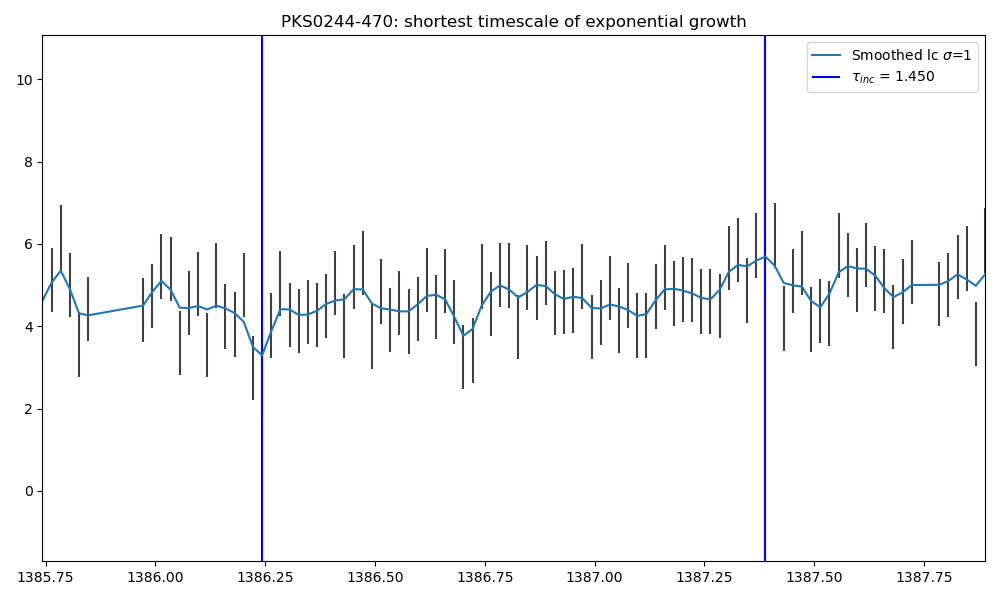 PKS0244-470: shortest timescale of exponential growth
Smoothed lc σ=1
τinc = 1.450
10
8
6
4
2
0
1385.75 1386.00 1386.25 1386.50 1386.75 1387.00 1387.25 1387.50 1387.75